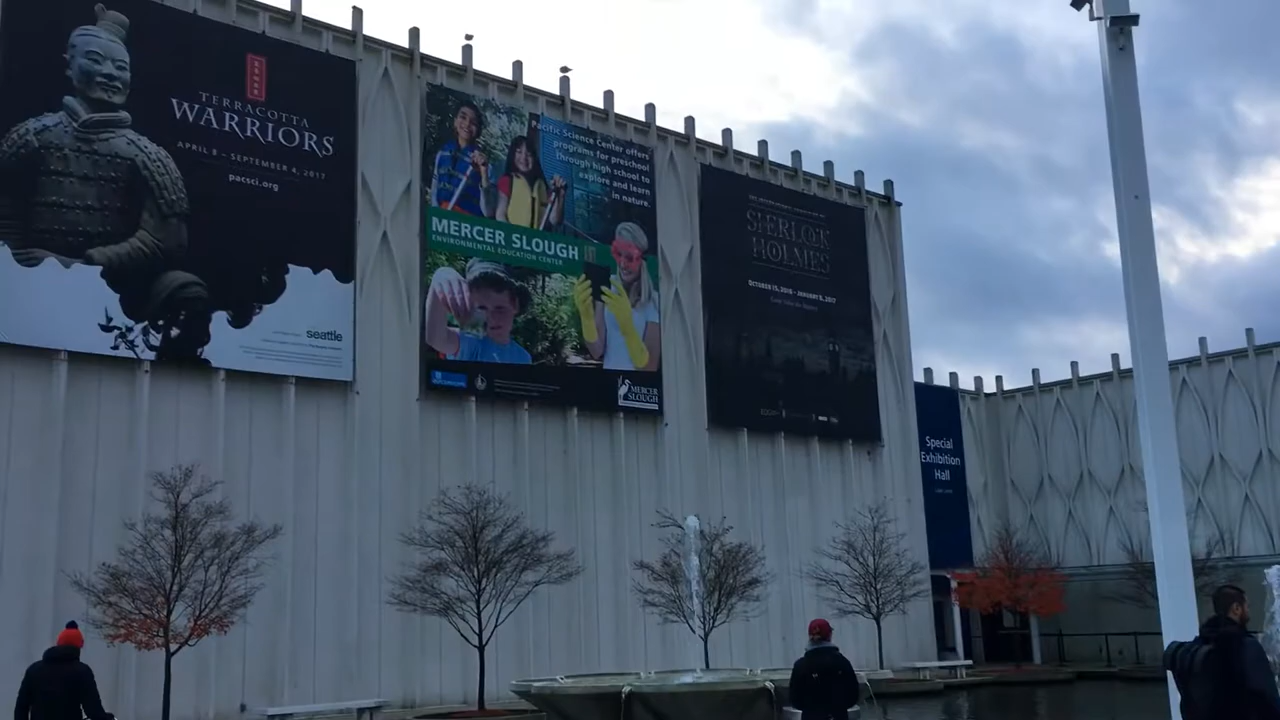 TERRACOTTA
WARRIORS
APRIL 8 – SEPTEMBER 4, 2017
pacsci.org
seattle
Pacific Science Center offers
programs for preschool
through high school to
explore and learn
in nature.
MERCER SLOUGH
ENVIRONMENTAL EDUCATION CENTER
MERCER
SLOUGH
SHERLOCK
HOLMES
OCTOBER 15, 2016 – JANUARY 8, 2017
Special
Exhibition
Hall